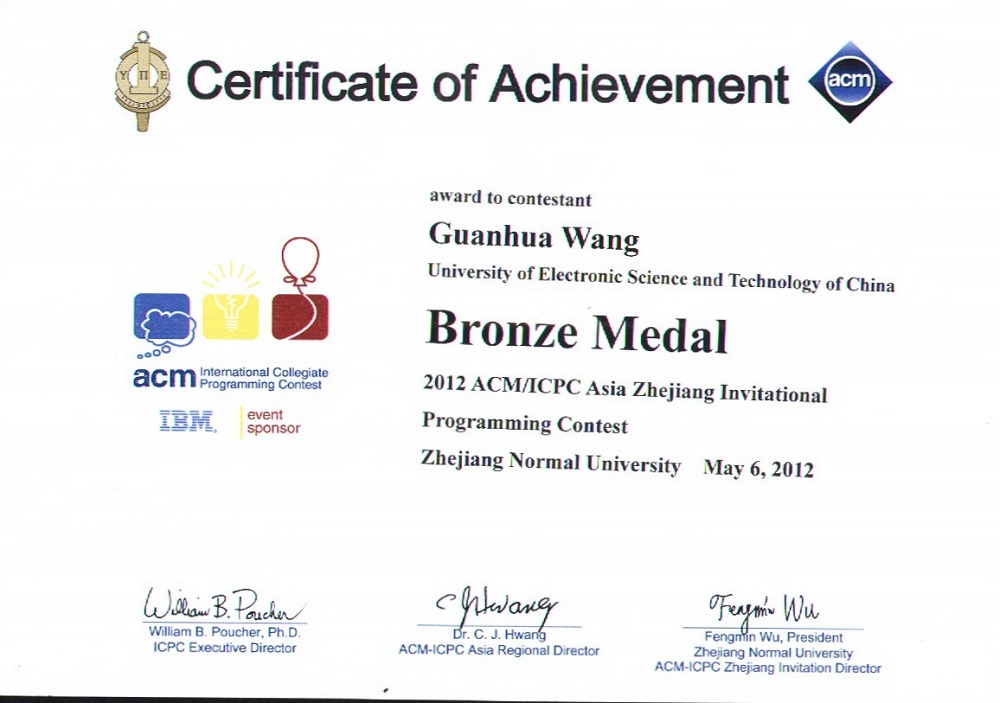 Υ Π Ε
Certificate of Achievement
acm
award to contestant
Guanhua Wang
University of Electronic Science and Technology of China
Bronze Medal
2012 ACM/ICPC Asia Zhejiang Invitational
Programming Contest
Zhejiang Normal University May 6, 2012
acm International Collegiate
Programming Contest
IBM. event
sponsor
William B. Poucher
William B. Poucher, Ph.D.
ICPC Executive Director
C J Hwang
Dr. C. J. Hwang
ACM-ICPC Asia Regional Director
Fengmin Wu
Fengmin Wu, President
Zhejiang Normal University
ACM-ICPC Zhejiang Invitation Director